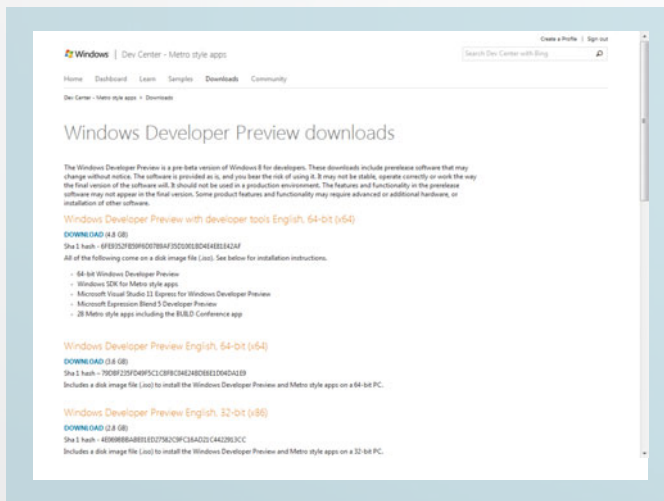 Create a Profile | Sign out
Windows | Dev Center - Metro style apps
Search Dev Center with Bing
Home Dashboard Learn Samples Downloads Community
Dev Center - Metro style apps > Downloads
Windows Developer Preview downloads
The Windows Developer Preview is a pre-beta version of Windows 8 for developers. These downloads include prerelease software that may
change without notice. The software is provided as is, and you bear the risk of using it. It may not be stable, operate correctly or work the way
the final version of the software will. It should not be used in a production environment. The features and functionality in the prerelease
software may not appear in the final version. Some product features and functionality may require advanced or additional hardware, or
installation of other software.
Windows Developer Preview with developer tools English, 64-bit (x64)
DOWNLOAD (4.8 GB)
Sha 1 hash -
All of the following come on a disk image file (.iso). See below for installation instructions.
- 64-bit Windows Developer Preview
- Windows SDK for Metro style apps
- Microsoft Visual Studio 11 Express for Windows Developer Preview
- Microsoft Expression Blend 5 Developer Preview
- 28 Metro style apps including the BUILD Conference app
Windows Developer Preview English, 64-bit (x64)
DOWNLOAD (3.6 GB)
Sha 1 hash -
Includes a disk image file (.iso) to install the Windows Developer Preview and Metro style apps on a 64-bit PC.
Windows Developer Preview English, 32-bit (x86)
DOWNLOAD (2.8 GB)
Sha 1 hash - 4E0698BBABE01ED27582C9FC16AD21C4422913CC
Includes a disk image file (.iso) to install the Windows Developer Preview and Metro style apps on a 32-bit PC.